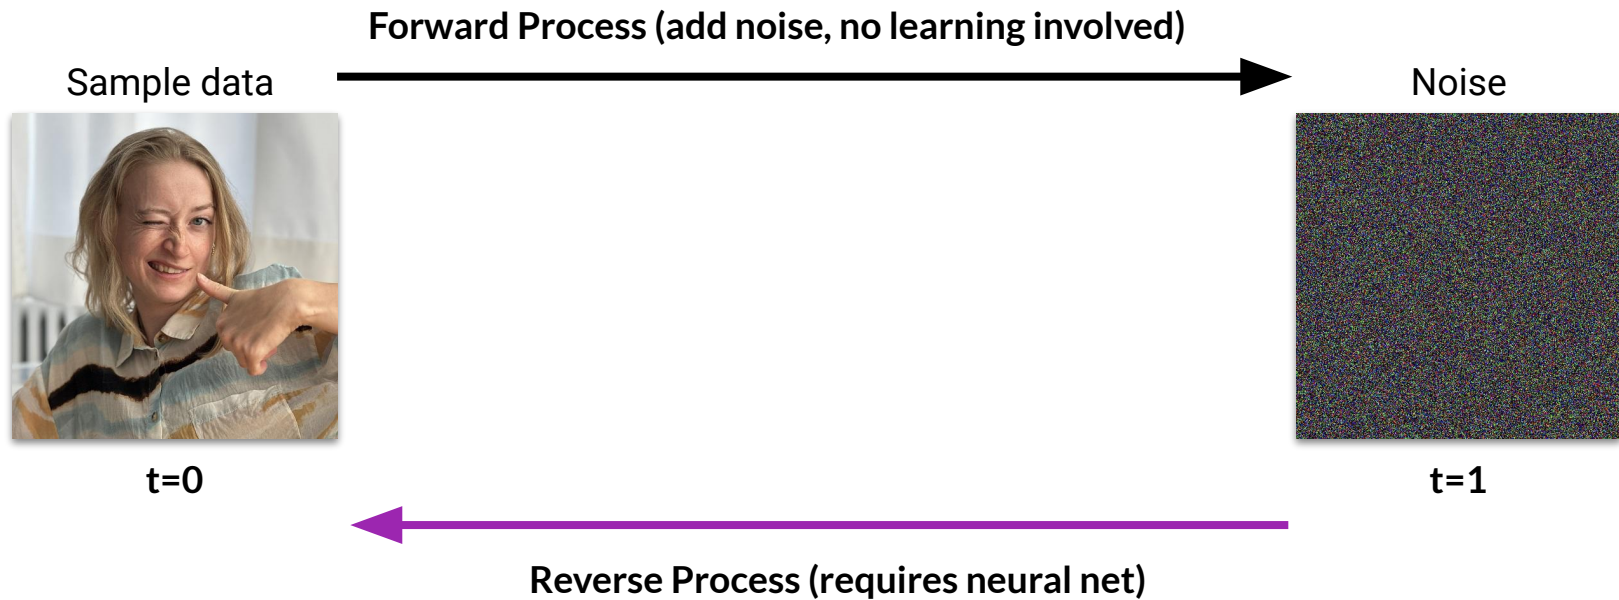 Forward Process (add noise, no learning involved)
Sample data
Noise
t=0
t=1
Reverse Process (requires neural net)